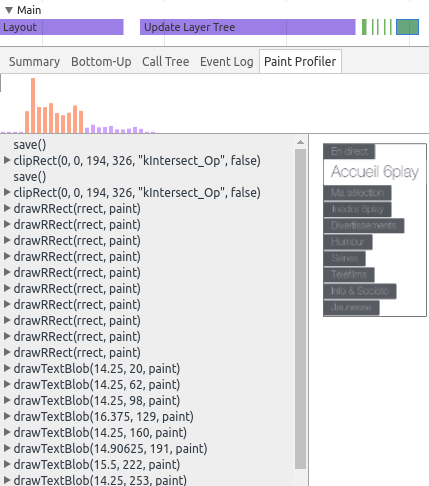 Main
Layout
Update Layer Tree
Summary Bottom-Up Call Tree Event Log Paint Profiler
save()
clipRect(0, 0, 194, 326, "kIntersect_Op", false)
save()
clipRect(0, 0, 194, 326, "kIntersect_Op", false)
drawRRect(rrect, paint)
drawRRect(rrect, paint)
drawRRect(rrect, paint)
drawRRect(rrect, paint)
drawRRect(rrect, paint)
drawRRect(rrect, paint)
drawRRect(rrect, paint)
drawRRect(rrect, paint)
drawRRect(rrect, paint)
drawRRect(rrect, paint)
drawTextBlob(14.25, 20, paint)
drawTextBlob(14.25, 62, paint)
drawTextBlob(14.25, 98, paint)
drawTextBlob(16.375, 129, paint)
drawTextBlob(14.25, 160, paint)
drawTextBlob(14.90625, 191, paint)
drawTextBlob(15.5, 222, paint)
drawTextBlob(14.25, 253, paint)
En direct
Accueil 6play
Ma sélection
Inédits 6play
Divertissements
Humour
Séries
Téléfilms
Info & Société
Jeunesse